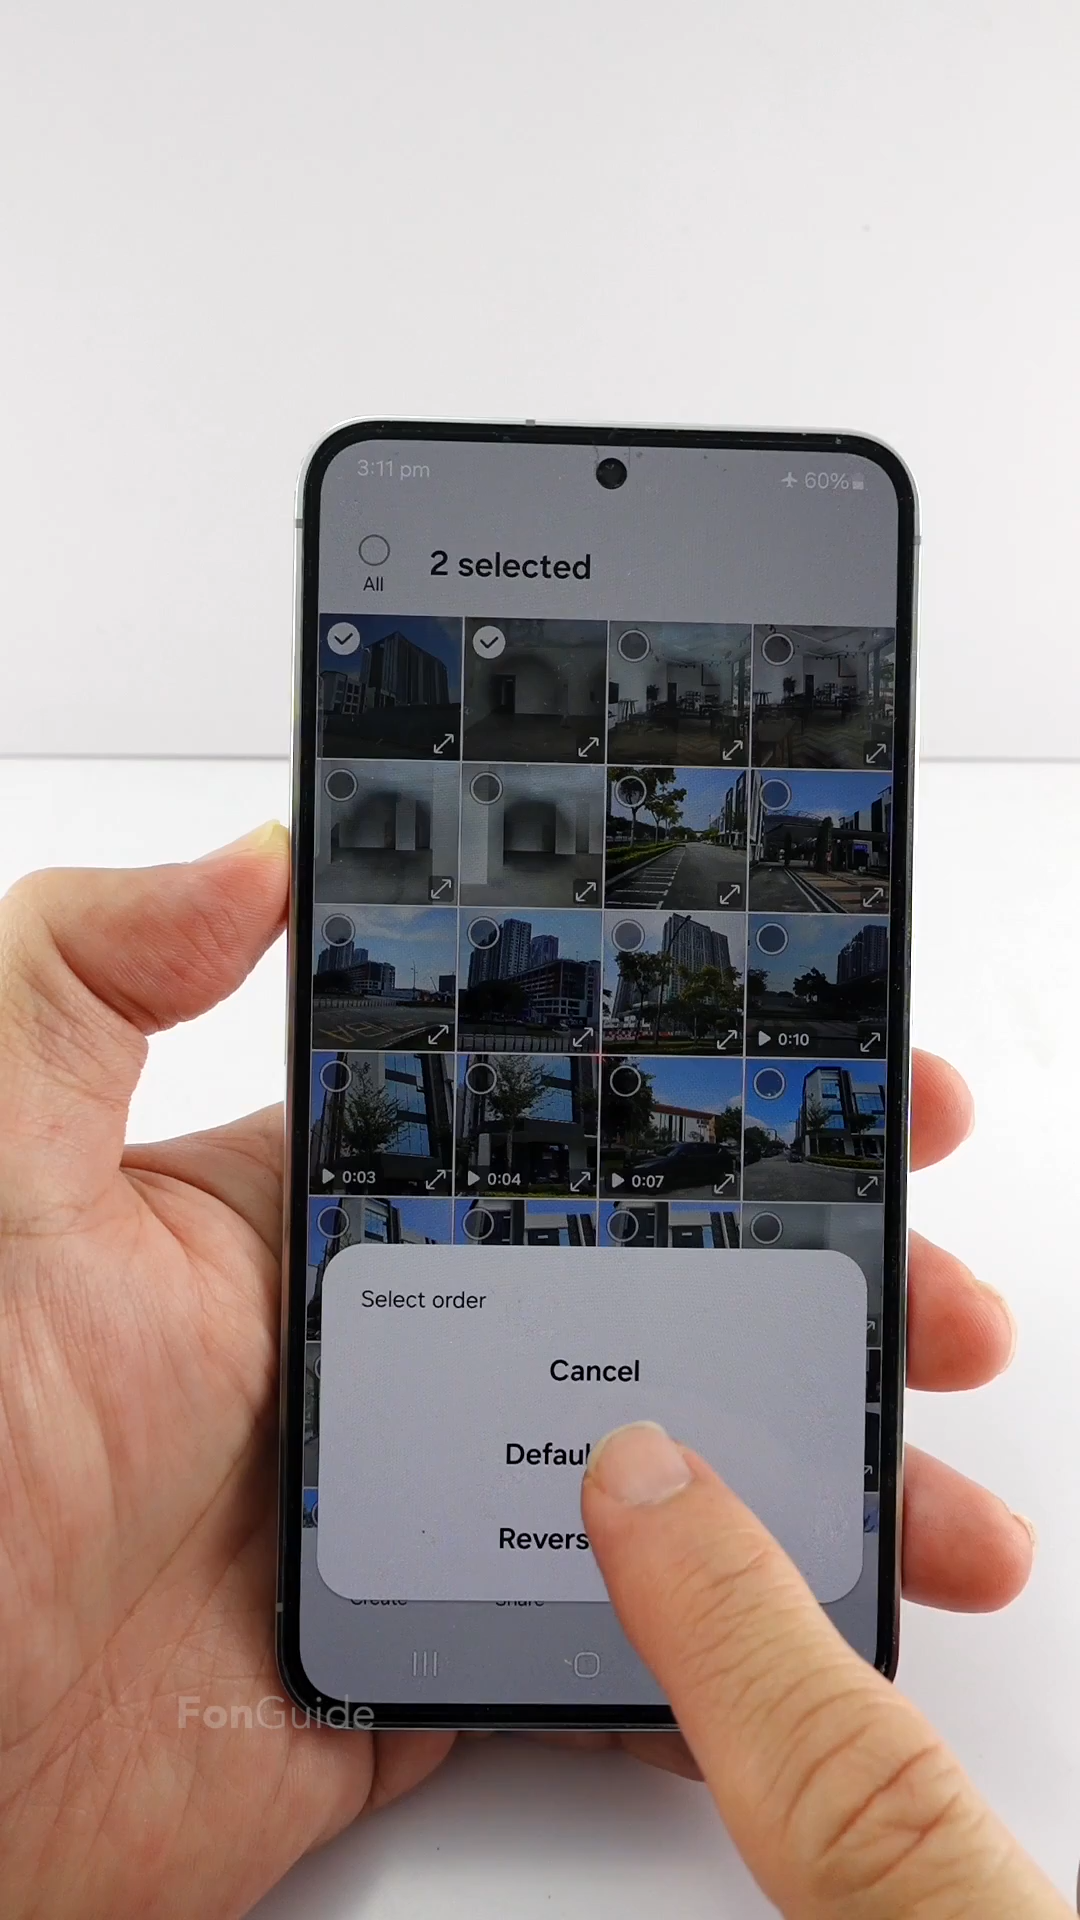 3:11 pm
60%
All
2 selected
0:10
0:03
0:04
0:07
Select order
Cancel
Defaul
Revers
Create
Share
FonGuide